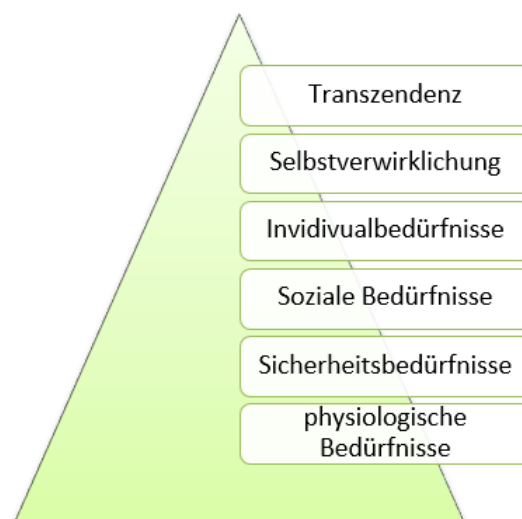 Transzendenz
Selbstverwirklichung
Invidivualbedürfnisse
Soziale Bedürfnisse
Sicherheitsbedürfnisse
physiologische
Bedürfnisse